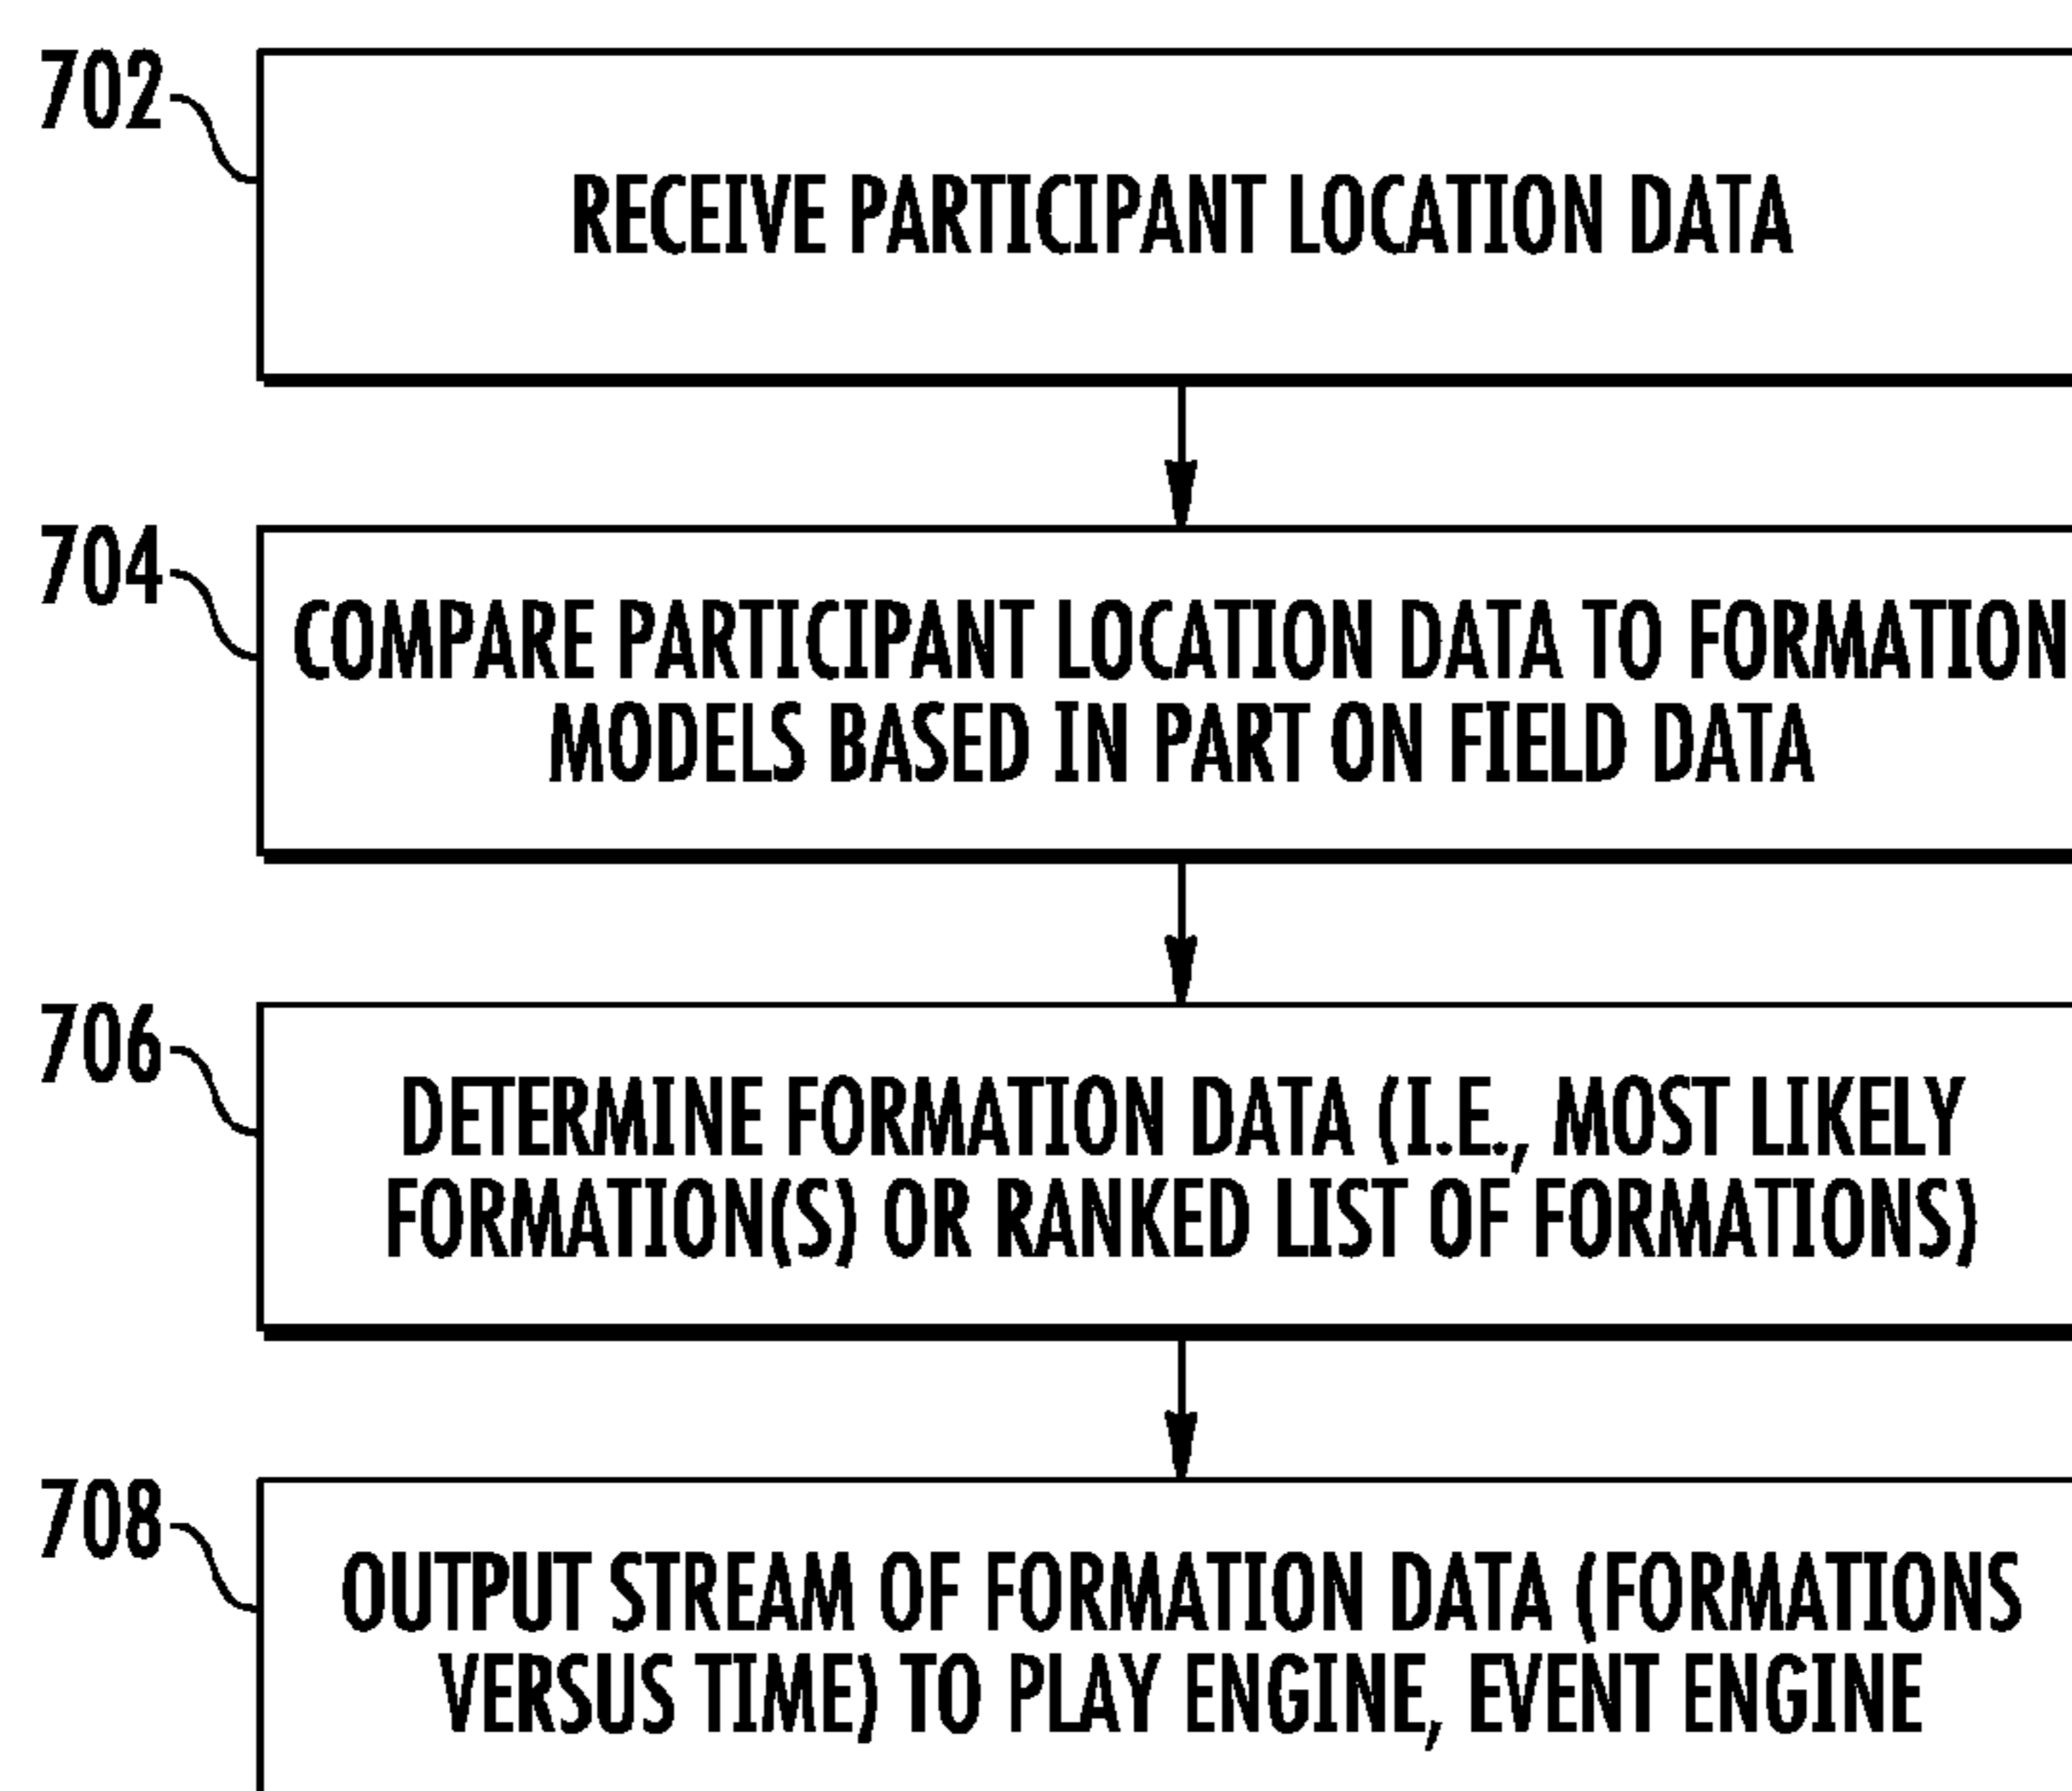 702
RECEIVE PARTICIPANT LOCATION DATA
704
COMPARE PARTICIPANT LOCATION DATA TO FORMATION
MODELS BASED IN PART ON FIELD DATA
706
DETERMINE FORMATION DATA (I.E., MOST LIKELY
FORMATION(S) OR RANKED LIST OF FORMATIONS)
708
OUTPUT STREAM OF FORMATION DATA (FORMATIONS
VERSUS TIME) TO PLAY ENGINE, EVENT ENGINE